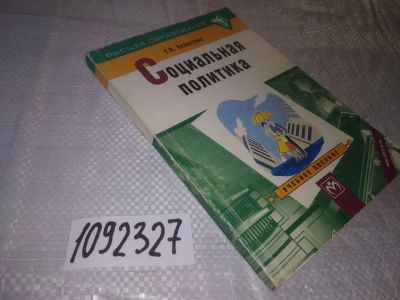 ВЫСШЕЕ ОБРАЗОВАНИЕ
Социальная
ПОЛИТИКА
УЧЕБНОЕ ПОСОБИЕ
1092327